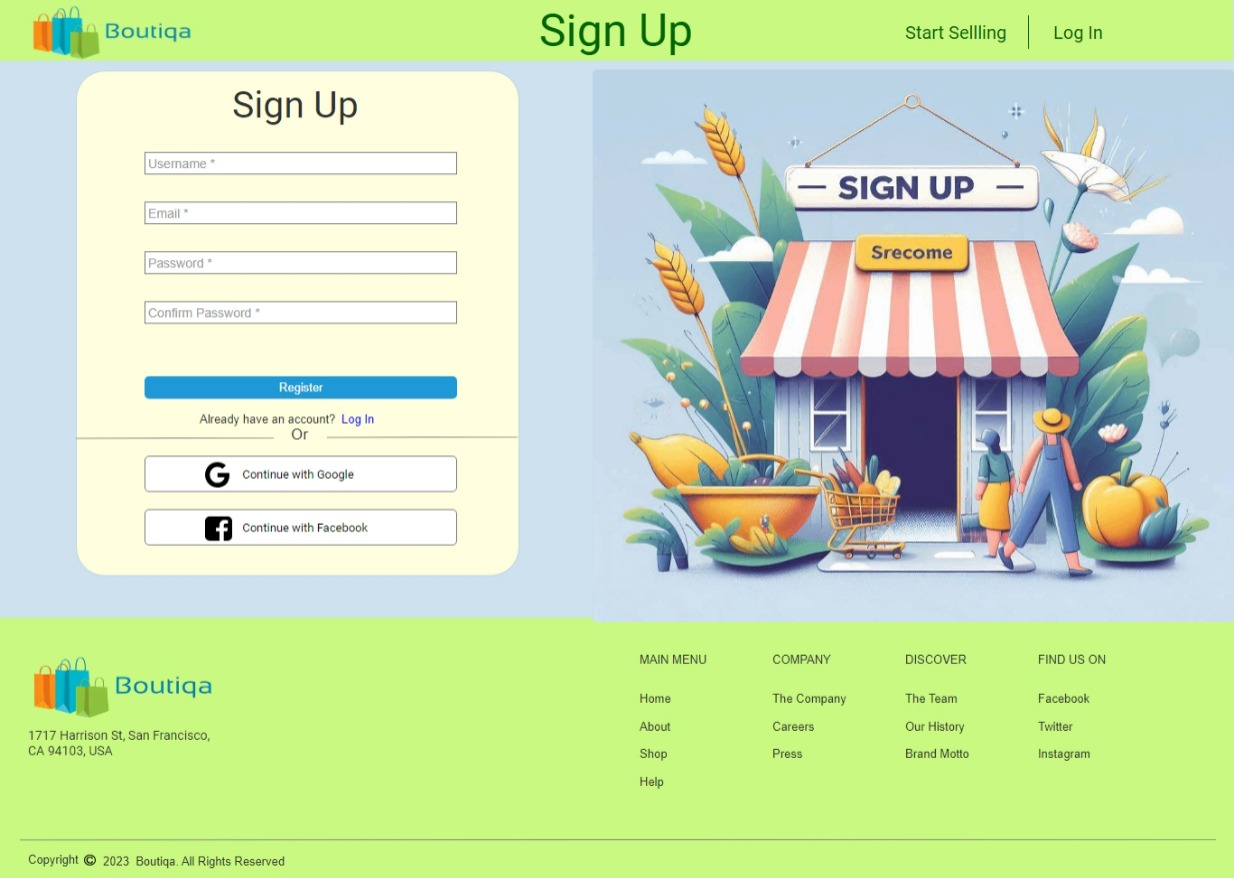 Boutiqa
Sign Up
Start Sellling
Log In
Sign Up
Username *
Email *
Password *
Confirm Password *
Register
Already have an account? Log In
Or
Continue with Google
Continue with Facebook
SIGN UP
Srecome
Boutiqa
1717 Harrison St, San Francisco,
CA 94103, USA
MAIN MENU
Home
About
Shop
Help
COMPANY
The Company
Careers
Press
DISCOVER
The Team
Our History
Brand Motto
FIND US ON
Facebook
Twitter
Instagram
Copyright © 2023 Boutiqa. All Rights Reserved